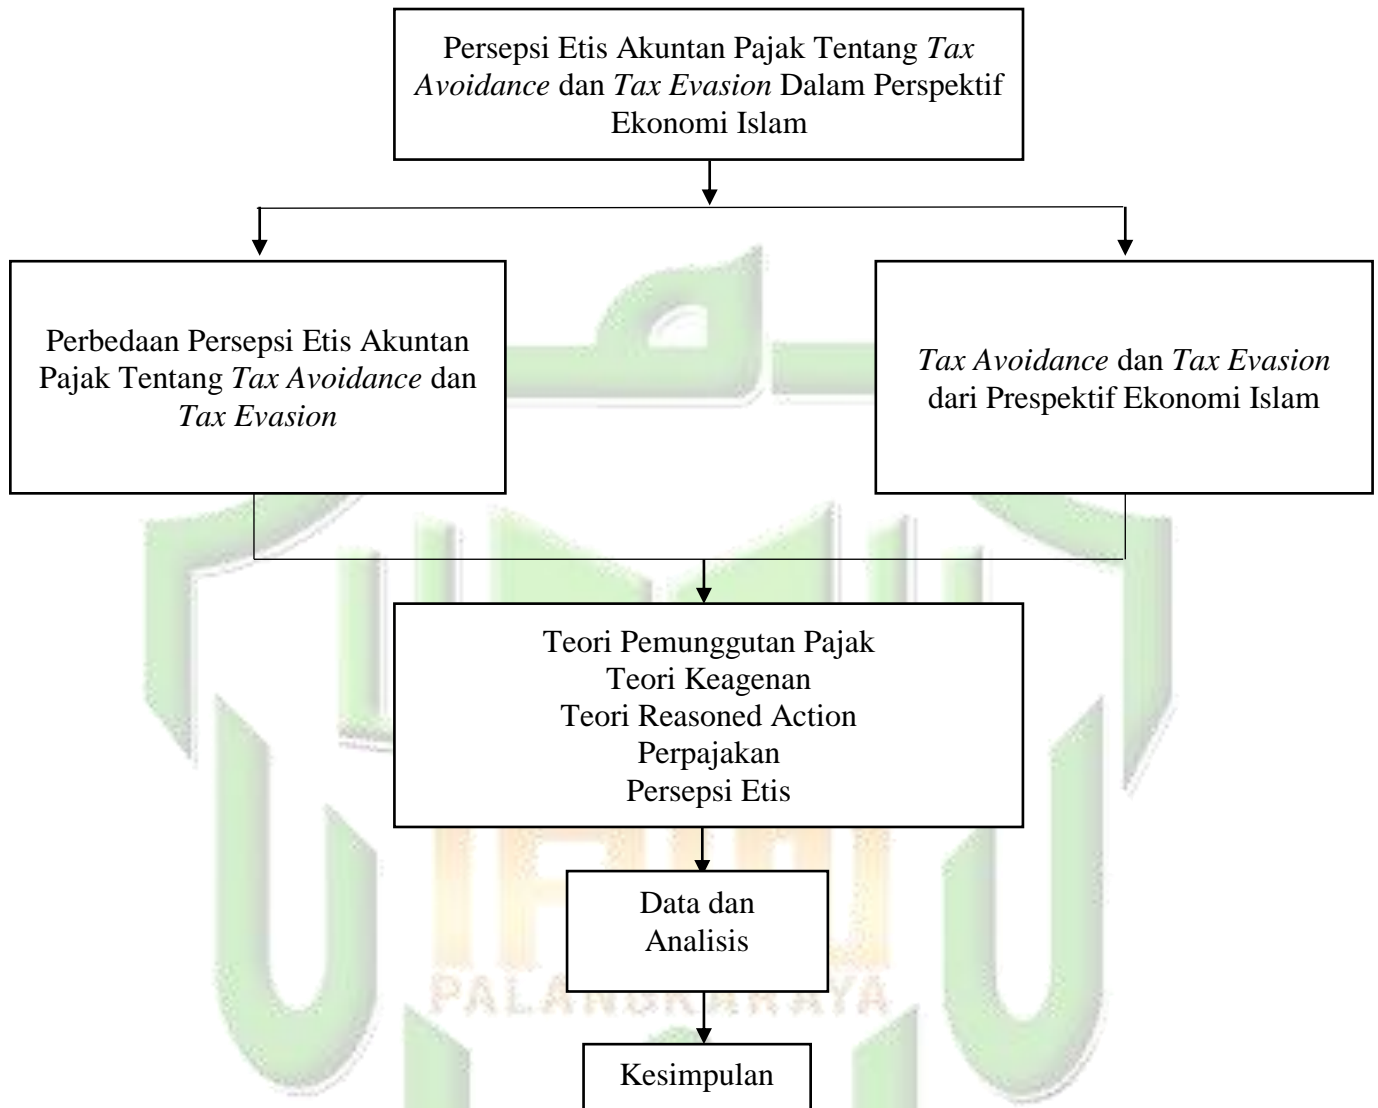 Persepsi Etis Akuntan Pajak Tentang Tax
Avoidance dan Tax Evasion Dalam Perspektif
Ekonomi Islam
Perbedaan Persepsi Etis Akuntan
Pajak Tentang Tax Avoidance dan
Tax Evasion
Tax Avoidance dan Tax Evasion
dari Prespektif Ekonomi Islam
Teori Pemunggutan Pajak
Teori Keagenan
Teori Reasoned Action
Perpajakan
Persepsi Etis
Data dan
Analisis
PALANGKARAYA
Kesimpulan